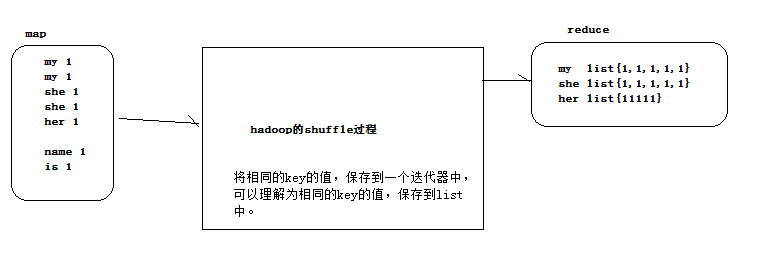 map
my 1
my 1
she 1
she 1
her 1
name 1
is 1
hadoop的shuffle过程
将相同的key的值，保存到一个迭代器中，
可以理解为相同的key的值，保存到list
中。
reduce
my list{1,1,1,1,1}
she list{1,1,1,1,1}
her list{11111}